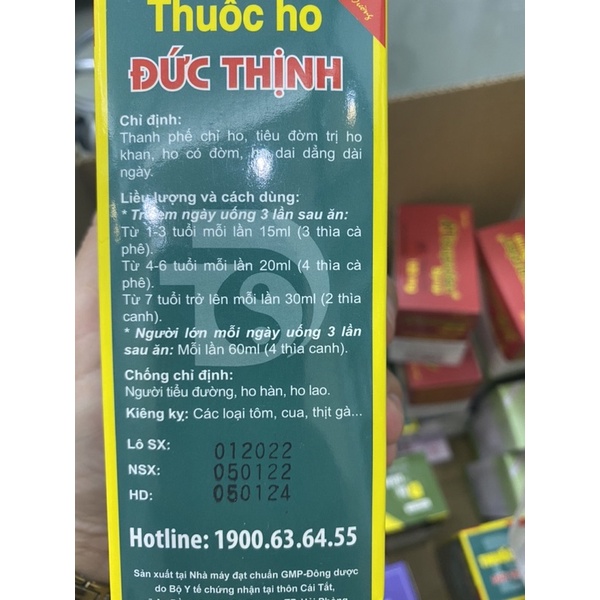 Thuốc ho
ĐỨC THỊNH
Chỉ định:
Thanh phế chỉ ho, tiêu đờm trị ho
khan, ho có đờm, ho dai dẳng dài
ngày.
Liều lượng và cách dùng:
* Trẻ em ngày uống 3 lần sau ăn:
Từ 1-3 tuổi mỗi lần 15ml (3 thìa cà
phê).
Từ 4-6 tuổi mỗi lần 20ml (4 thìa cà
phê).
Từ 7 tuổi trở lên mỗi lần 30ml (2 thìa
canh).
* Người lớn mỗi ngày uống 3 lần
sau ăn: Mỗi lần 60ml (4 thìa canh).
Chống chỉ định:
Người tiểu đường, ho hàn, ho lao.
Kiêng kỵ: Các loại tôm, cua, thịt gà...
Lô SX: 012022
NSX: 050122
HD: 050124
Hotline: 1900.63.64.55
Sản xuất tại Nhà máy đạt chuẩn GMP-Đông dược
do Bộ Y tế chứng nhận tại thôn Cái Tắt,